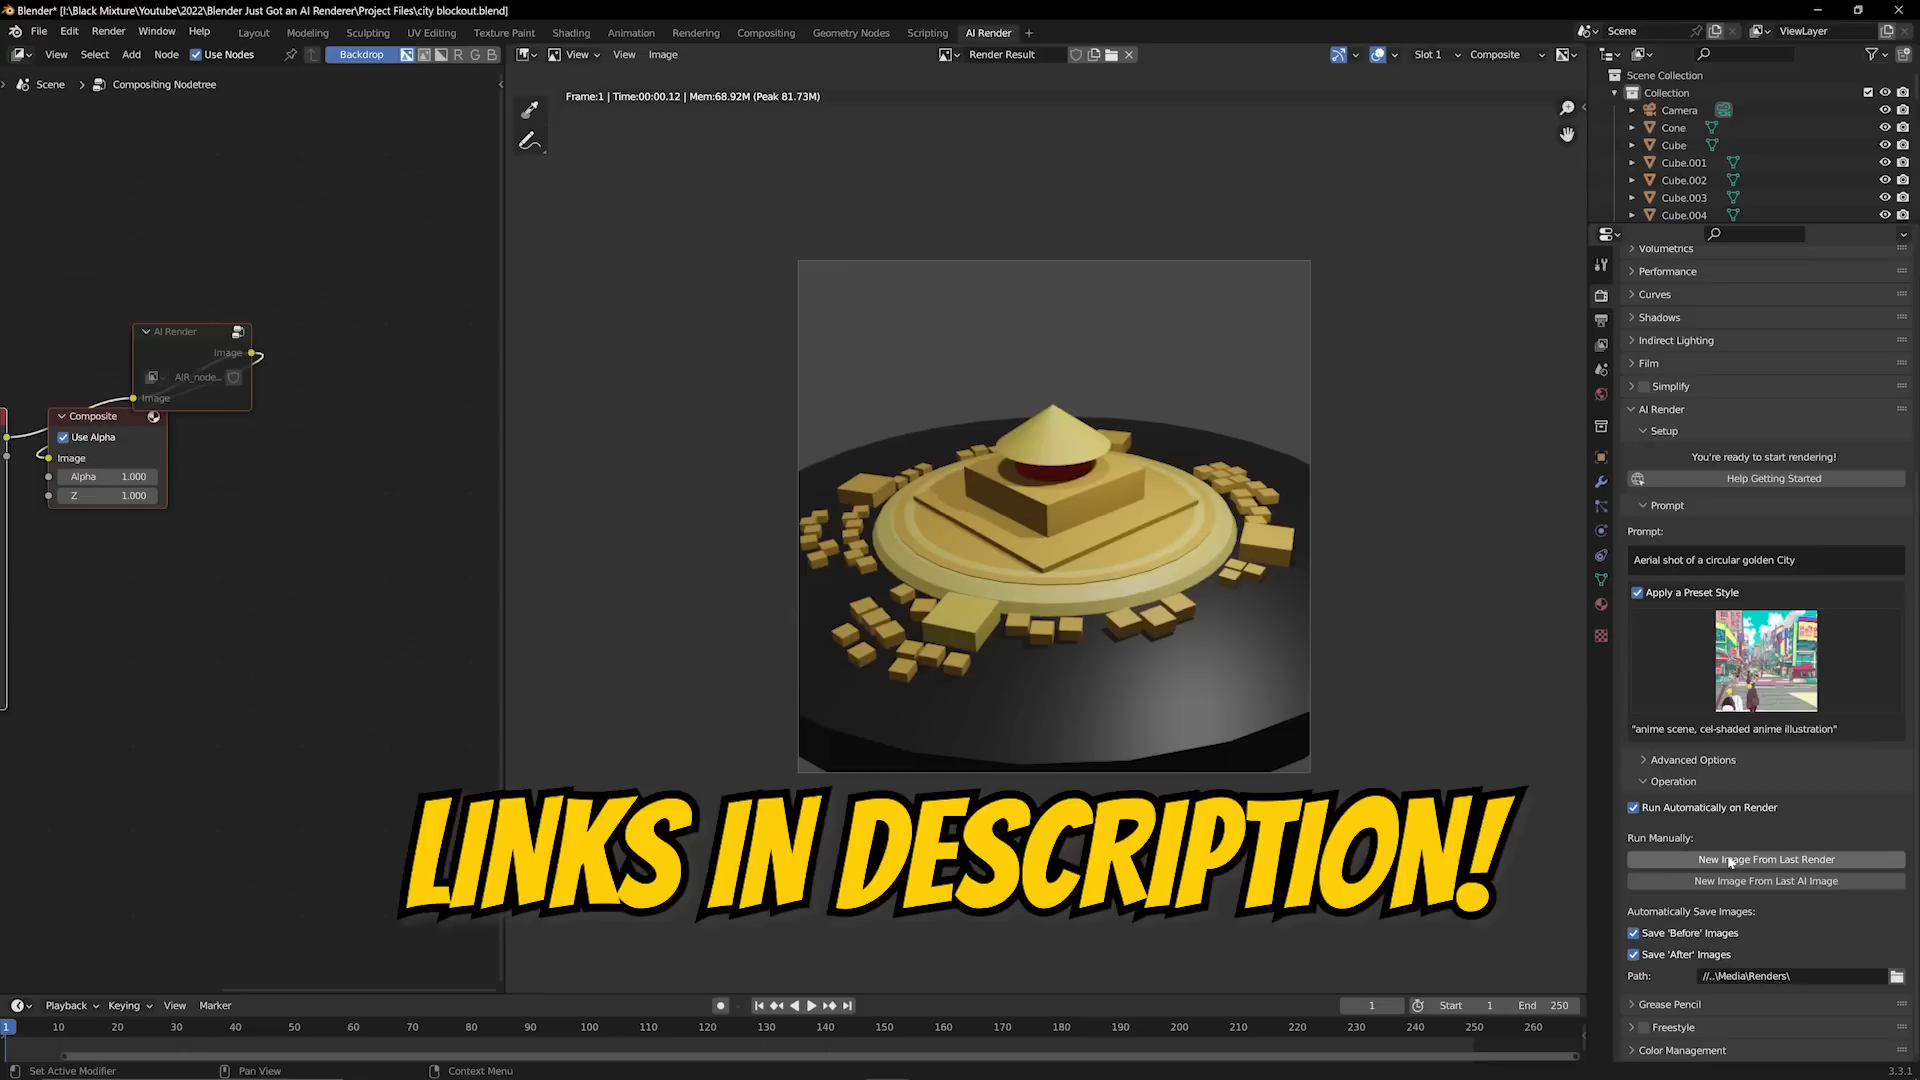 Blender* [I:\Black Mixture\Youtube\2022\Blender Just Got an AI Renderer\Project Files\city blockout.blend]
File Edit Render Window Help Layout Modeling Sculpting UV Editing Texture Paint Shading Animation Rendering Compositing Geometry Nodes Scripting AI Render + Scene ViewLayer
View Select Add Node Use Nodes Backdrop R G B View View Image Render Result Slot 1 Composite
Scene > Compositing Nodetree
Frame:1 | Time:00:00.12 | Mem:68.92M (Peak 81.73M)
AI Render
Image
AIR_node...
Image
Composite
Use Alpha
Image
Alpha 1.000
Z 1.000
LINKS IN DESCRIPTION!
Scene Collection
Collection
Camera
Cone
Cube
Cube.001
Cube.002
Cube.003
Cube.004
Volumetrics
Performance
Curves
Shadows
Indirect Lighting
Film
Simplify
AI Render
Setup
You're ready to start rendering!
Help Getting Started
Prompt
Prompt:
Aerial shot of a circular golden City
Apply a Preset Style
"anime scene, cel-shaded anime illustration"
Advanced Options
Operation
Run Automatically on Render
Run Manually:
New Image From Last Render
New Image From Last AI Image
Automatically Save Images:
Save 'Before' Images
Save 'After' Images
Path: //..\Media\Renders\
Grease Pencil
Freestyle
Color Management
Playback Keying View Marker 1 Start 1 End 250
1 10 20 30 40 50 60 70 80 90 100 110 120 130 140 150 160 170 180 190 200 210 220 230 240 250 260
Set Active Modifier Pan View Context Menu 3.3.1